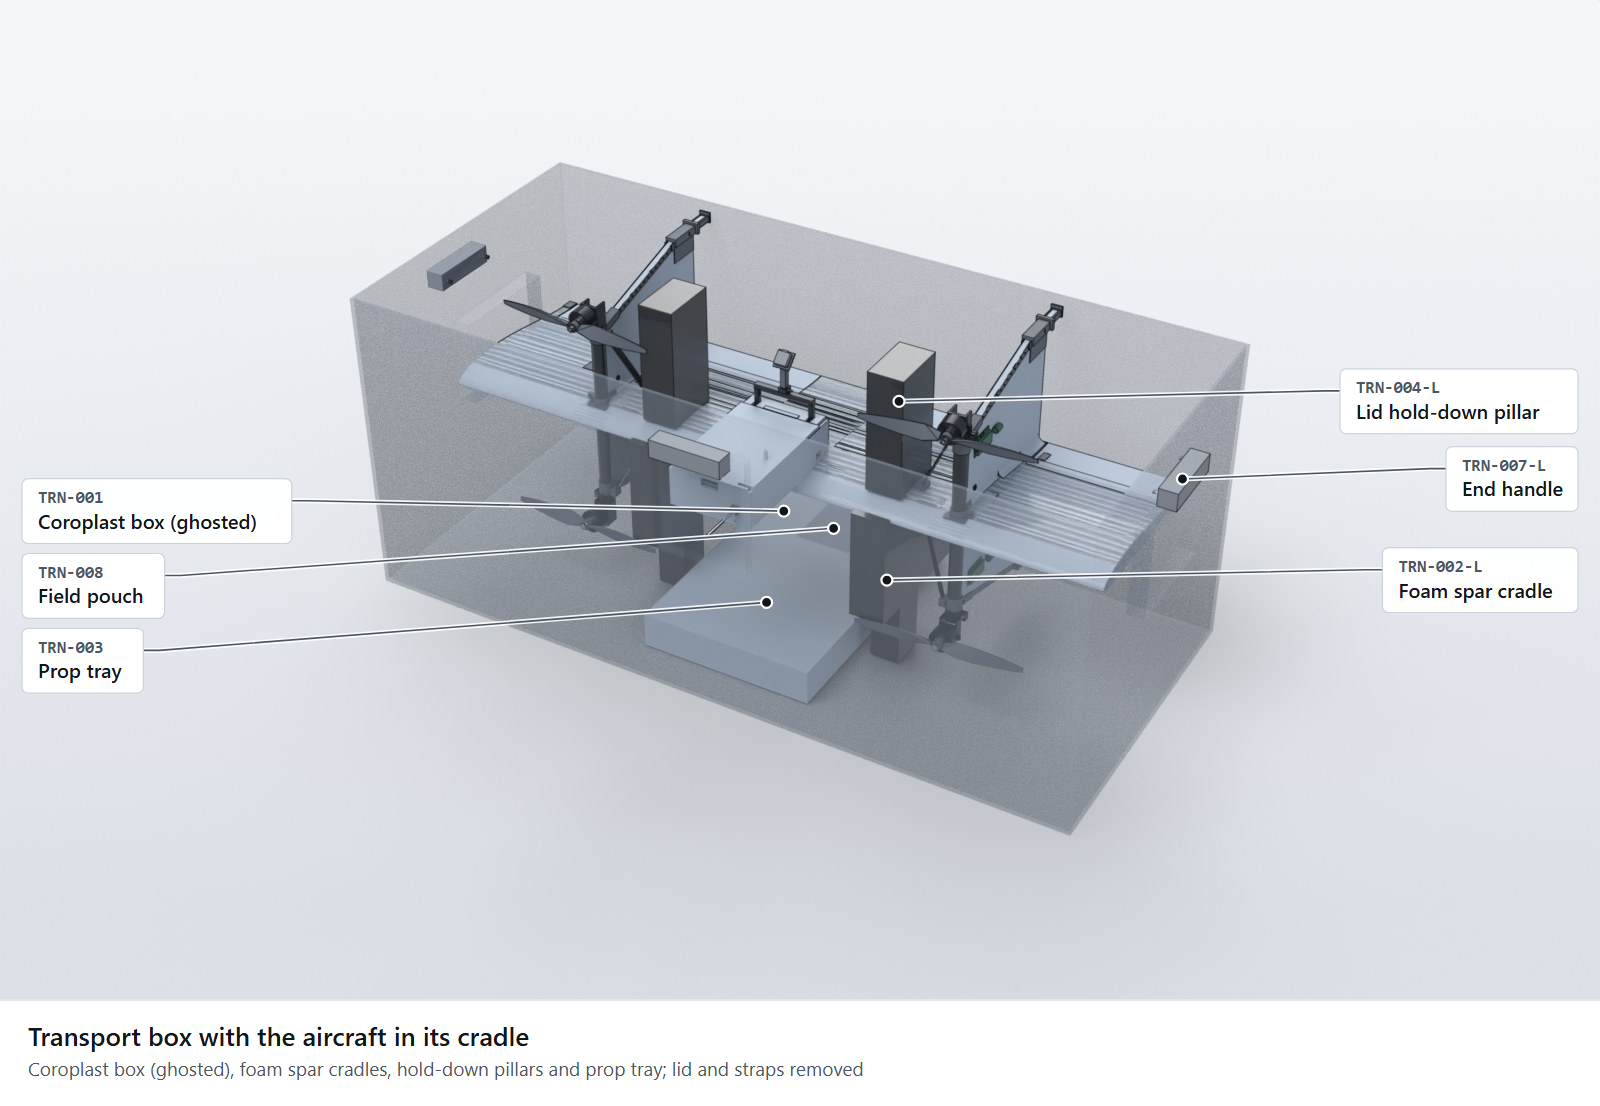 TRN-004-L
Lid hold-down pillar
TRN-007-L
End handle
TRN-001
Coroplast box (ghosted)
TRN-008
Field pouch
TRN-002-L
Foam spar cradle
TRN-003
Prop tray
Transport box with the aircraft in its cradle
Coroplast box (ghosted), foam spar cradles, hold-down pillars and prop tray; lid and straps removed